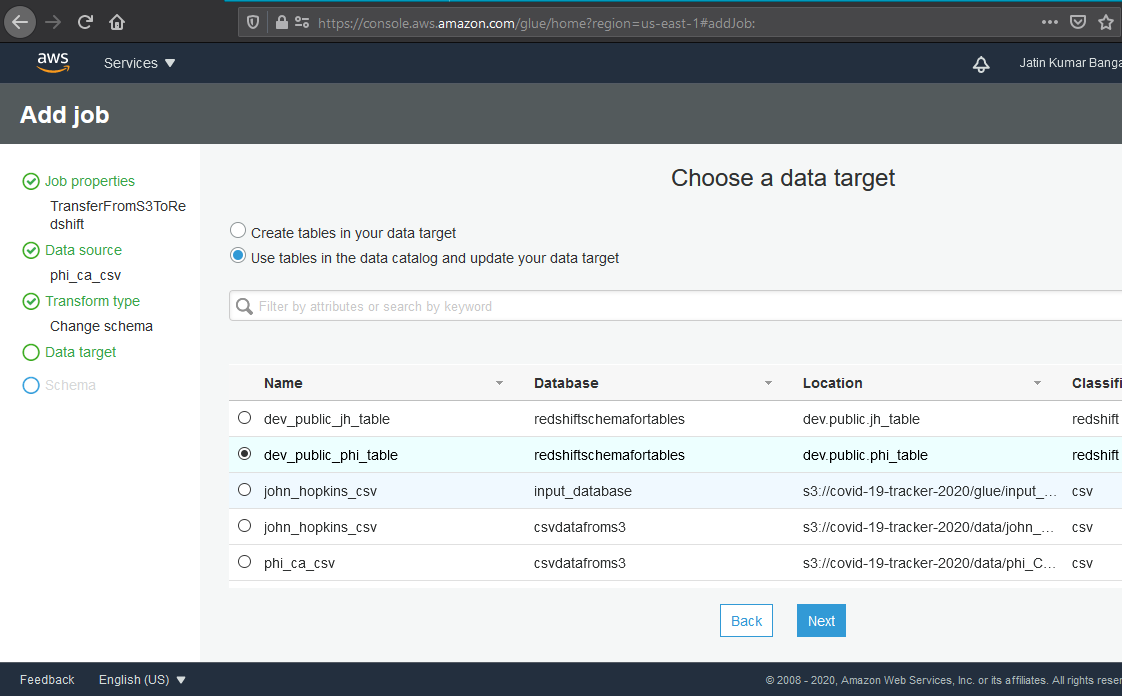 https://console.aws.amazon.com/glue/home?region=us-east-1#addJob:
aws Services Jatin Kumar Banga
Add job
Job properties
TransferFromS3ToRe
dshift
Data source
phi_ca_csv
Transform type
Change schema
Data target
Schema
Choose a data target
Create tables in your data target
Use tables in the data catalog and update your data target
Filter by attributes or search by keyword
Name Database Location Classifi
dev_public_jh_table redshiftschemafortables dev.public.jh_table redshift
dev_public_phi_table redshiftschemafortables dev.public.phi_table redshift
john_hopkins_csv input_database s3://covid-19-tracker-2020/glue/input_... csv
john_hopkins_csv csvdatafroms3 s3://covid-19-tracker-2020/data/john_... csv
phi_ca_csv csvdatafroms3 s3://covid-19-tracker-2020/data/phi_C... csv
Back Next
Feedback English (US) © 2008 - 2020, Amazon Web Services, Inc. or its affiliates. All rights reser